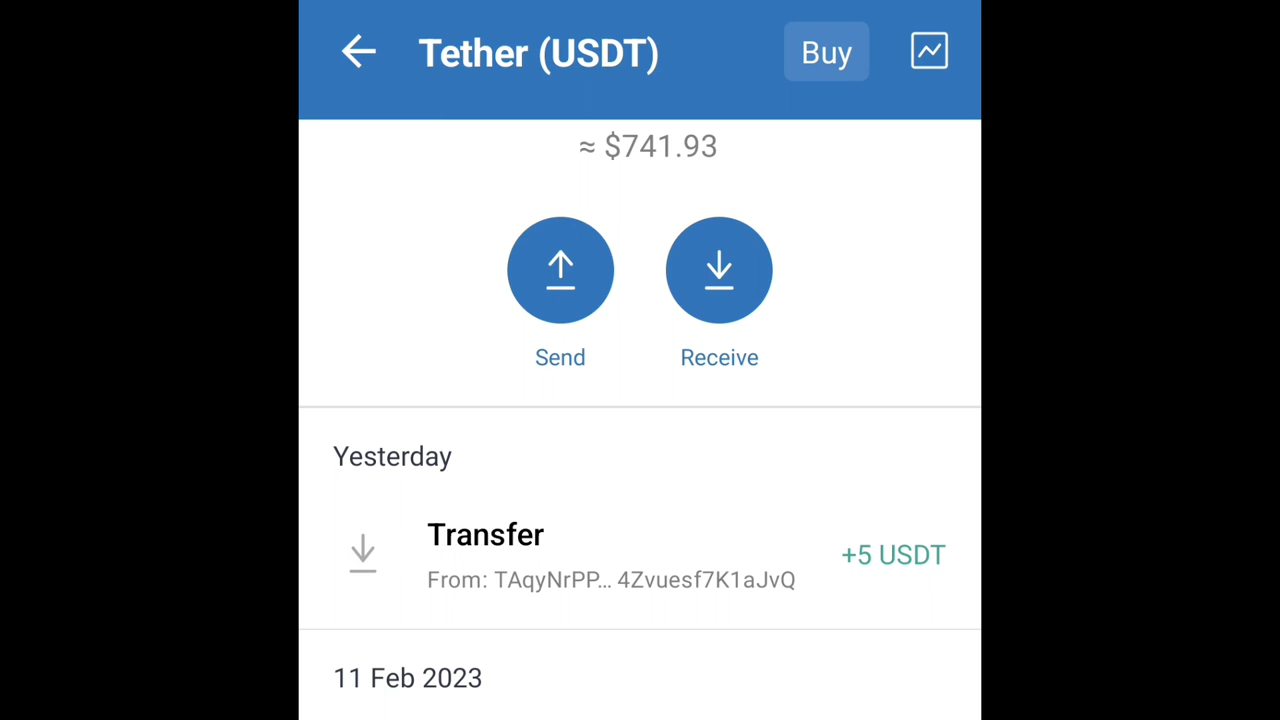 Tether (USDT)
Buy
≈ $741.93
Send
Receive
Yesterday
Transfer
+5 USDT
From: TAqyNrPP... 4Zvuesf7K1aJvQ
11 Feb 2023